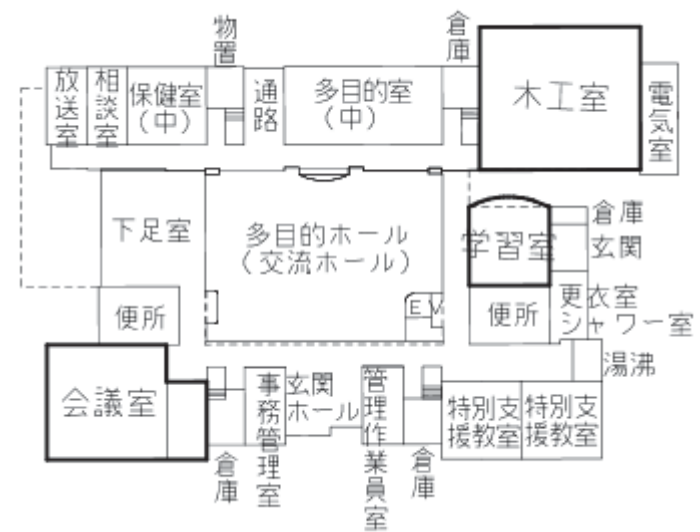 物置
倉庫
放送室
相談室
保健室
（中）
通路
多目的室
（中）
木工室
電気室
下足室
多目的ホール
（交流ホール）
学習室
倉庫
玄関
便所
ＥＶ
便所
更衣室
シャワー室
湯沸
会議室
事務管理室
玄関
ホール
管理作業員室
特別支
援教室
特別支
援教室
倉庫
倉庫